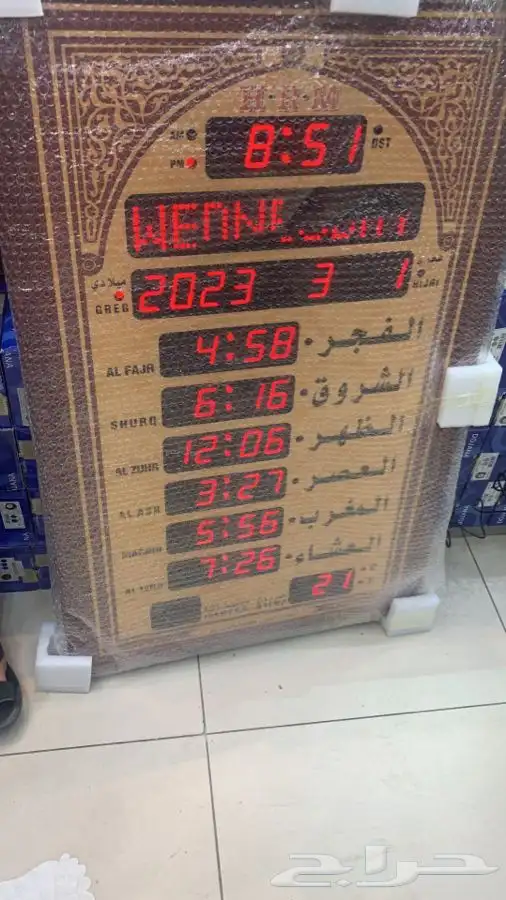 H·R·M
AM
8:51
DST
PM
ميلادي
GREG
2023 3 1
HIJRI
4:58
الفجر
AL FAJR
6:16
الشروق
SHURQ
12:06
الظهر
AL ZUHR
3:27
العصر
AL ASR
5:56
المغرب
7:26
العشاء
21
حراج